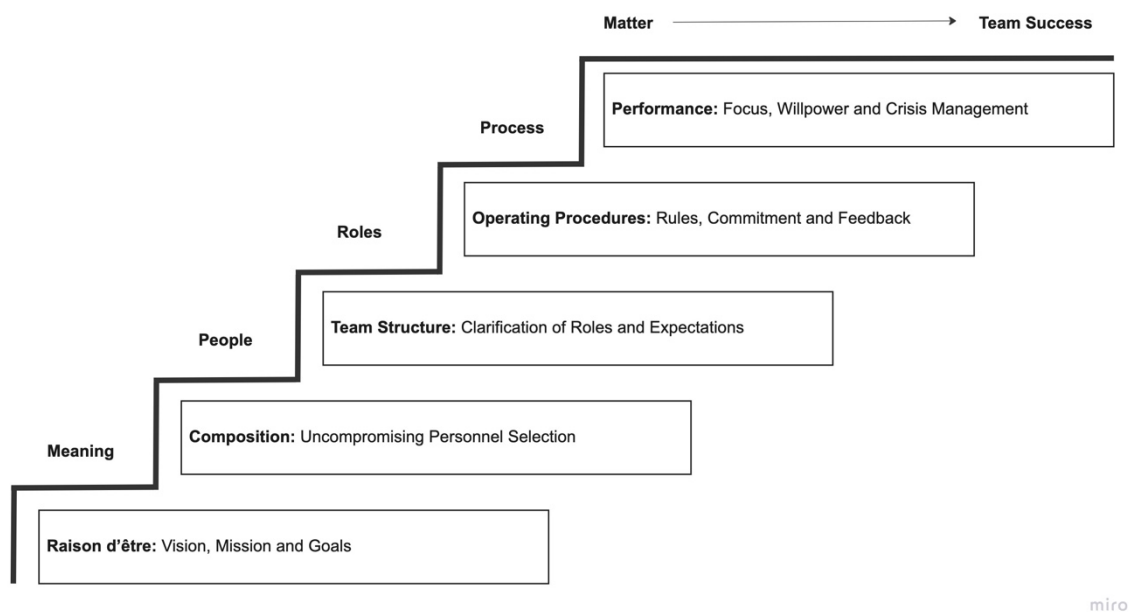 Matter
Team Success
Performance: Focus, Willpower and Crisis Management
Process
Operating Procedures: Rules, Commitment and Feedback
Roles
Team Structure: Clarification of Roles and Expectations
People
Composition: Uncompromising Personnel Selection
Meaning
Raison d’être: Vision, Mission and Goals
miro